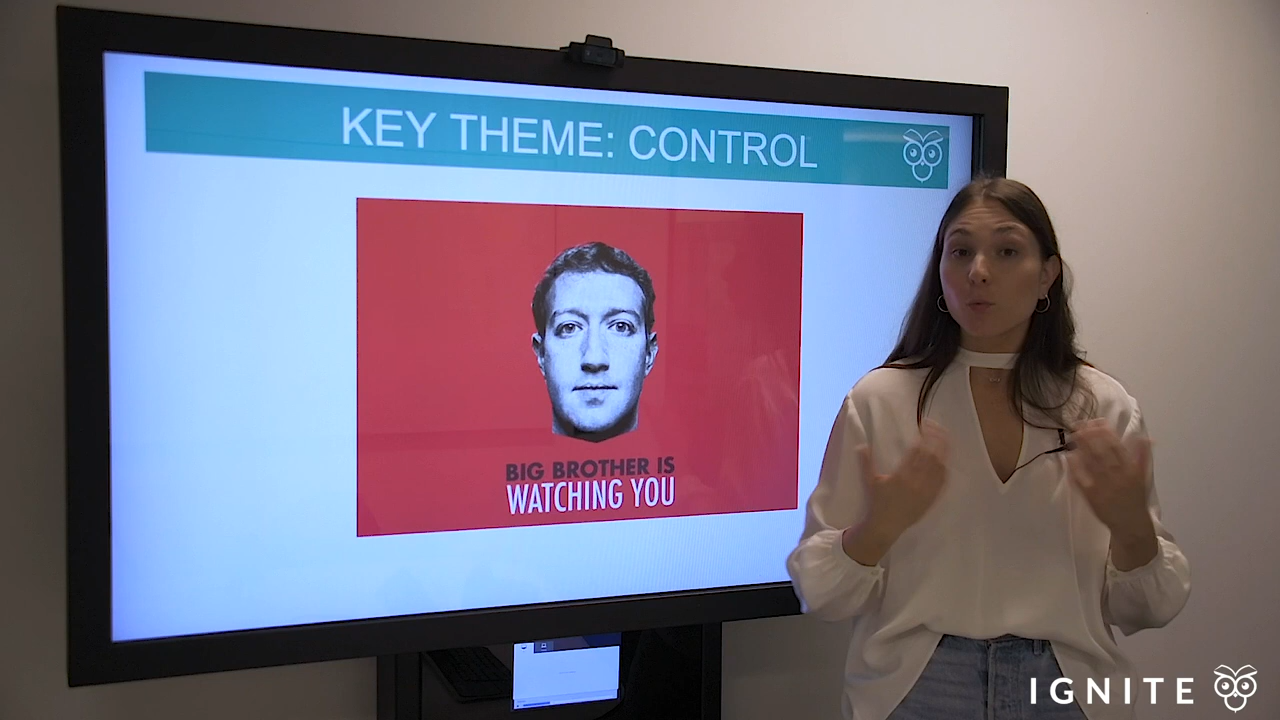 KEY THEME: CONTROL
BIG BROTHER IS
WATCHING YOU
IGNITE